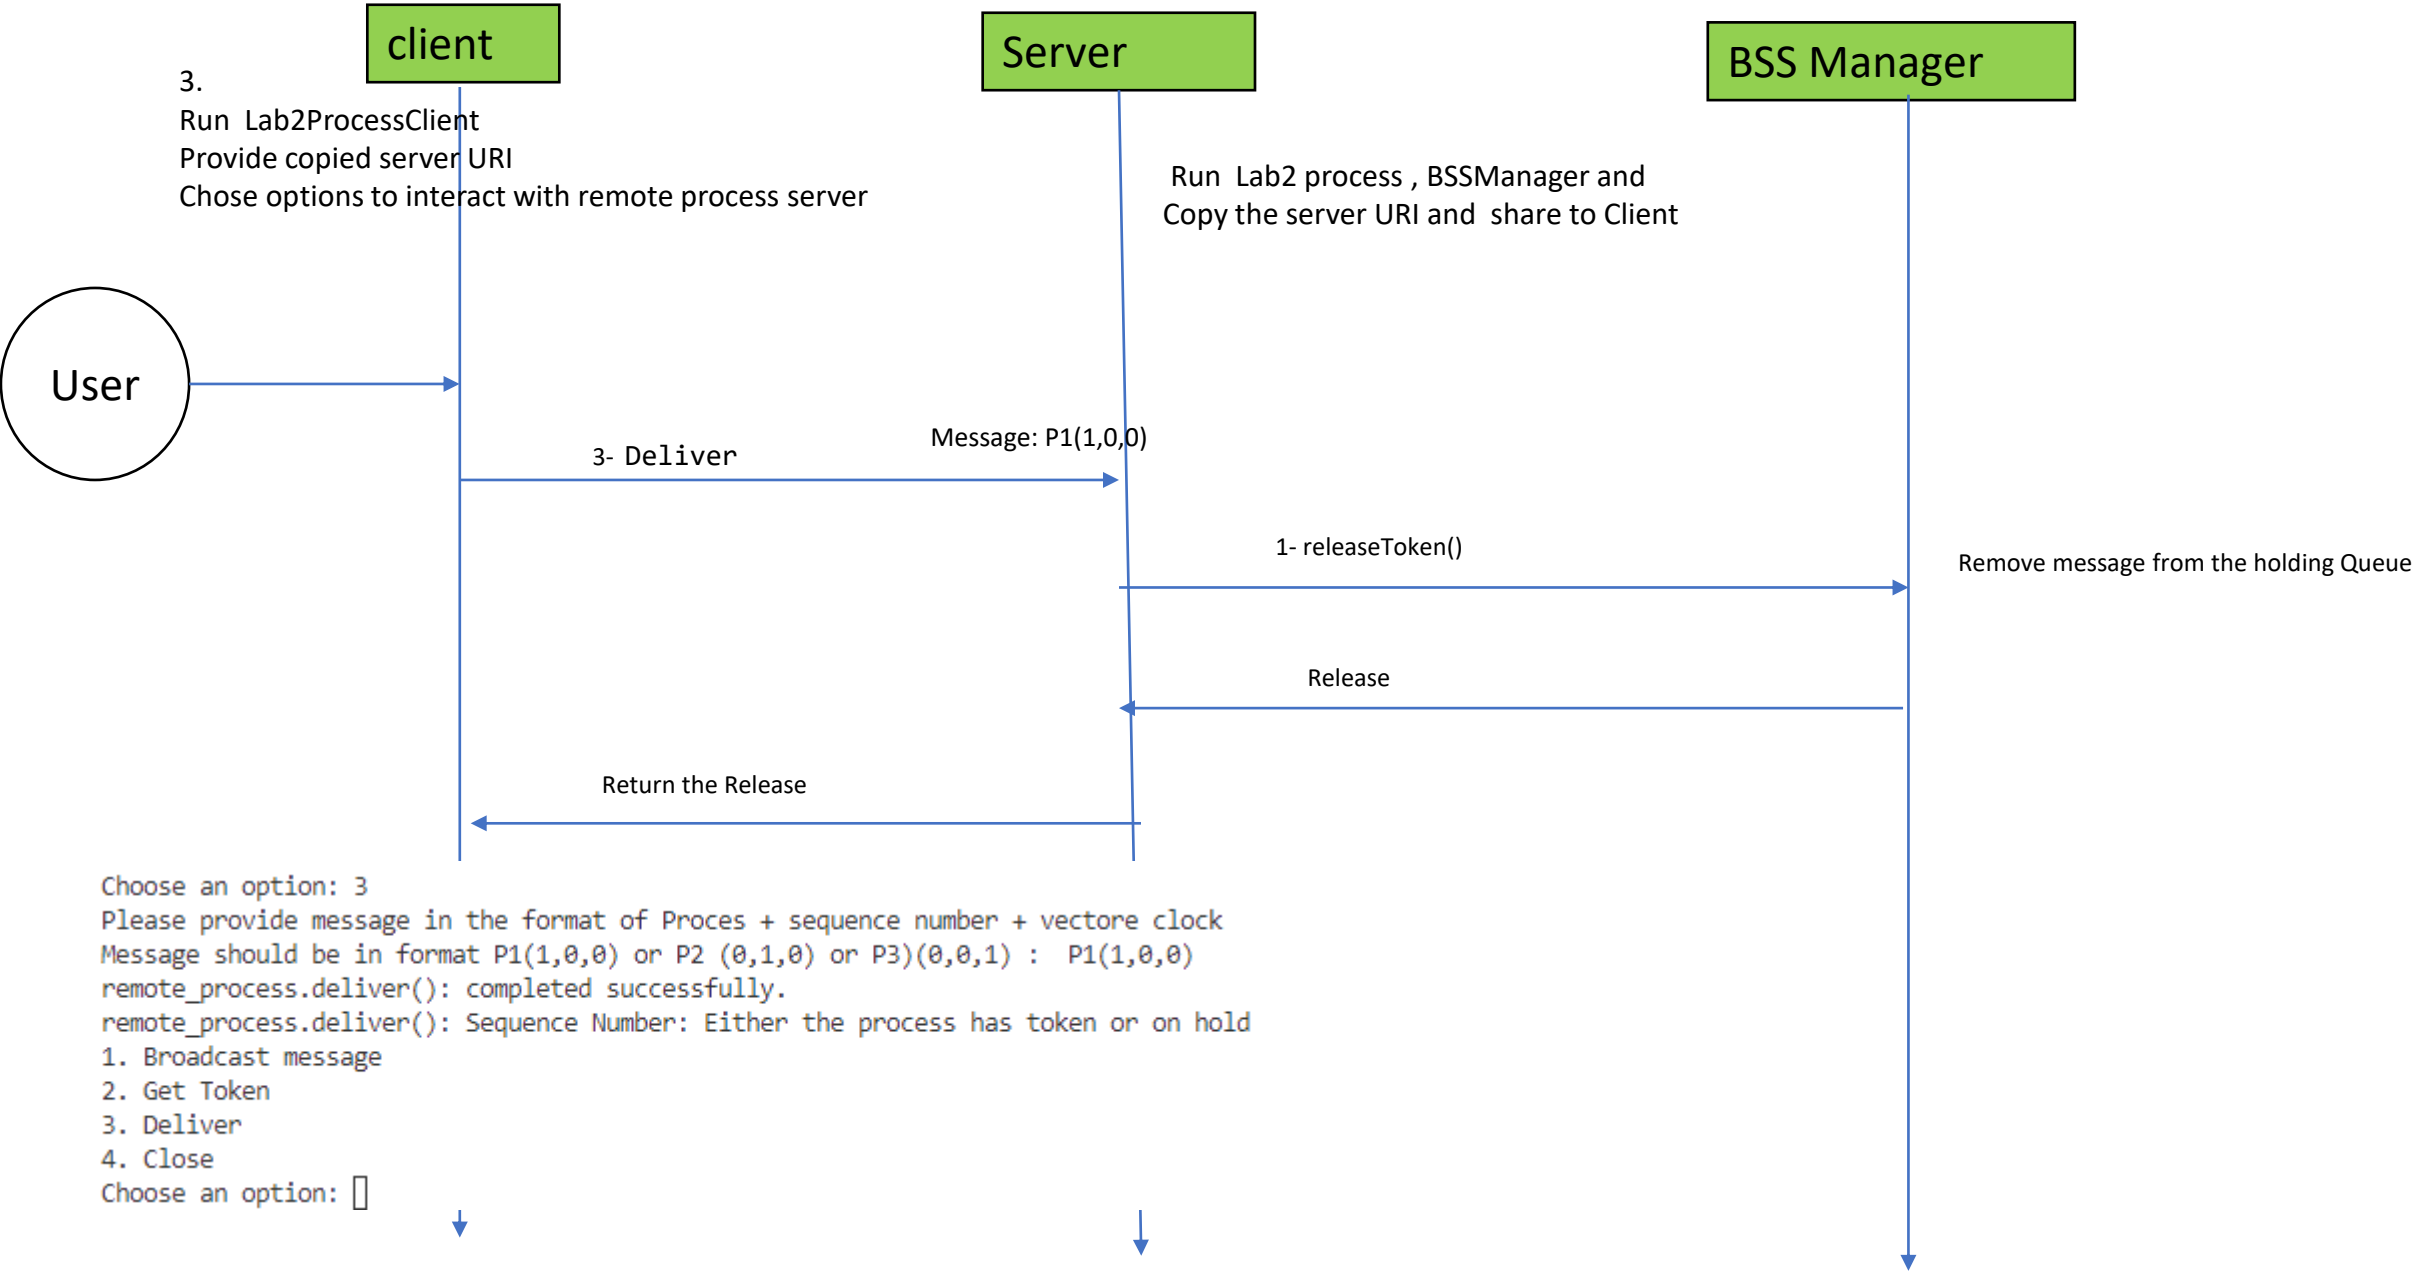 client
Server
BSS Manager
3.
Run  Lab2ProcessClient
Provide copied server URI
Chose options to interact with remote process server
Run  Lab2 process , BSSManager and
Copy the server URI and  share to Client
User
3- Deliver
Message: P1(1,0,0)
1- releaseToken()
Remove message from the holding Queue
Release
Return the Release
Choose an option: 3
Please provide message in the format of Proces + sequence number + vectore clock
Message should be in format P1(1,0,0) or P2 (0,1,0) or P3)(0,0,1) :  P1(1,0,0)
remote_process.deliver(): completed successfully.
remote_process.deliver(): Sequence Number: Either the process has token or on hold
1. Broadcast message
2. Get Token
3. Deliver
4. Close
Choose an option: